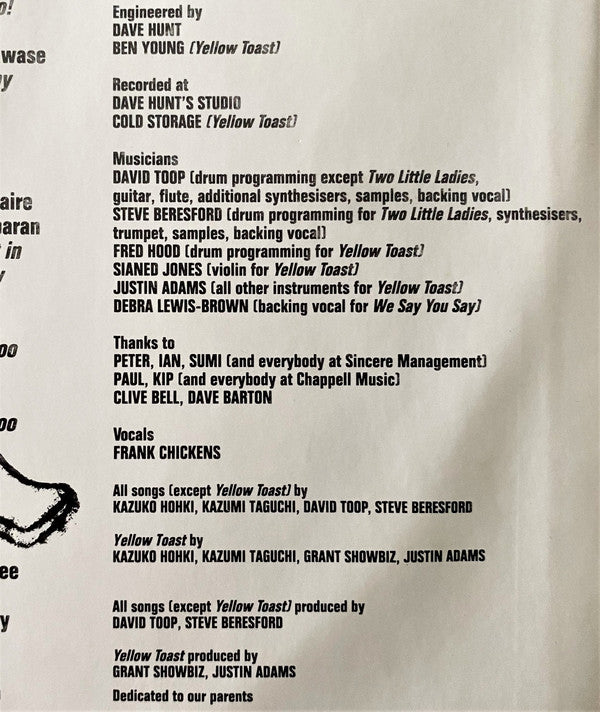 o!
wase
y
aire
aran
t in
y
oo
oo
ee
y
Engineered by
DAVE HUNT
BEN YOUNG (Yellow Toast)
Recorded at
DAVE HUNT'S STUDIO
COLD STORAGE (Yellow Toast)
Musicians
DAVID TOOP (drum programming except Two Little Ladies,
guitar, flute, additional synthesisers, samples, backing vocal)
STEVE BERESFORD (drum programming for Two Little Ladies, synthesisers,
trumpet, samples, backing vocal)
FRED HOOD (drum programming for Yellow Toast)
SIANED JONES (violin for Yellow Toast)
JUSTIN ADAMS (all other instruments for Yellow Toast)
DEBRA LEWIS-BROWN (backing vocal for We Say You Say)
Thanks to
PETER, IAN, SUMI (and everybody at Sincere Management)
PAUL, KIP (and everybody at Chappell Music)
CLIVE BELL, DAVE BARTON
Vocals
FRANK CHICKENS
All songs (except Yellow Toast) by
KAZUKO HOHKI, KAZUMI TAGUCHI, DAVID TOOP, STEVE BERESFORD
Yellow Toast by
KAZUKO HOHKI, KAZUMI TAGUCHI, GRANT SHOWBIZ, JUSTIN ADAMS
All songs (except Yellow Toast) produced by
DAVID TOOP, STEVE BERESFORD
Yellow Toast produced by
GRANT SHOWBIZ, JUSTIN ADAMS
Dedicated to our parents